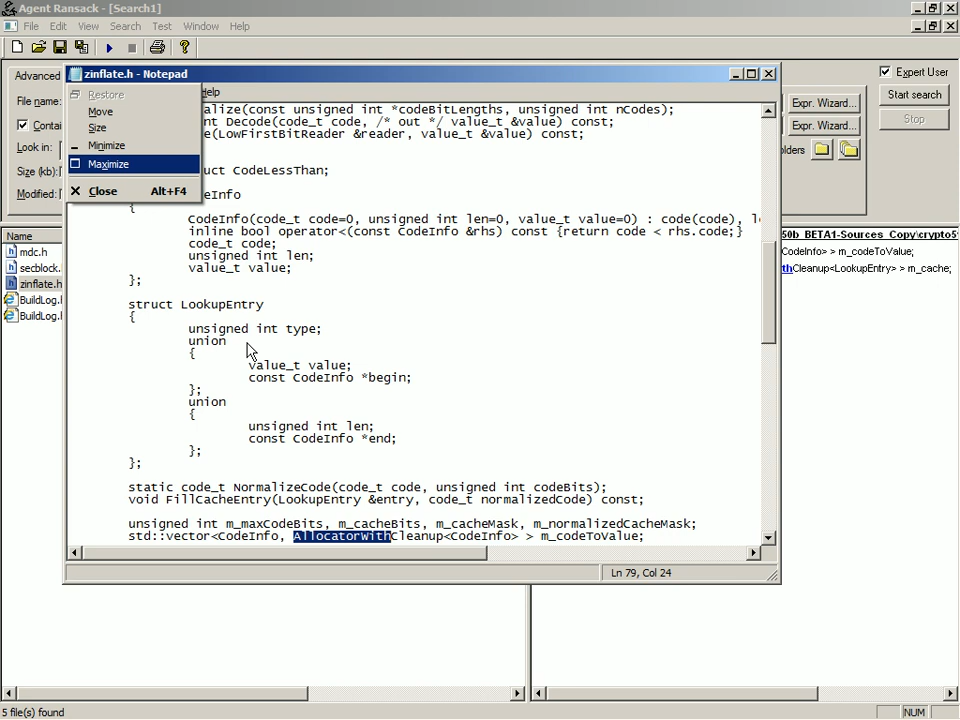 Agent Ransack - [Search1]
File Edit View Search Test Window Help
Advanced
Expert User
File name:
Expr. Wizard...
Start search
Expr. Wizard...
Stop
Look in:
Size (kb):
Modified:
Name
mdc.h
secblock.
zinflate.h
BuildLog.
BuildLog.
zinflate.h - Notepad
Restore
Move
Size
Minimize
Maximize
Close Alt+F4
alize(const unsigned int *codeBitLengths, unsigned int nCodes);
nt Decode(code_t code, /* out */ value_t &value) const;
e(LowFirstBitReader &reader, value_t &value) const;
uct CodeLessThan;
eInfo
{
CodeInfo(code_t code=0, unsigned int len=0, value_t value=0) : code(code), l
inline bool operator<(const CodeInfo &rhs) const {return code < rhs.code;}
code_t code;
unsigned int len;
value_t value;
};
struct LookupEntry
{
unsigned int type;
union
{
value_t value;
const CodeInfo *begin;
};
union
{
unsigned int len;
const CodeInfo *end;
};
};
static code_t NormalizeCode(code_t code, unsigned int codeBits);
void FillCacheEntry(LookupEntry &entry, code_t normalizedCode) const;
unsigned int m_maxCodeBits, m_cacheBits, m_cacheMask, m_normalizedCacheMask;
std::vector<CodeInfo, AllocatorWithCleanup<CodeInfo> > m_codeToValue;
Ln 79, Col 24
50b_BETA1-Sources_Copy\crypto5
CodeInfo> > m_codeToValue;
thCleanup<LookupEntry> > m_cache;
5 file(s) found
NUM